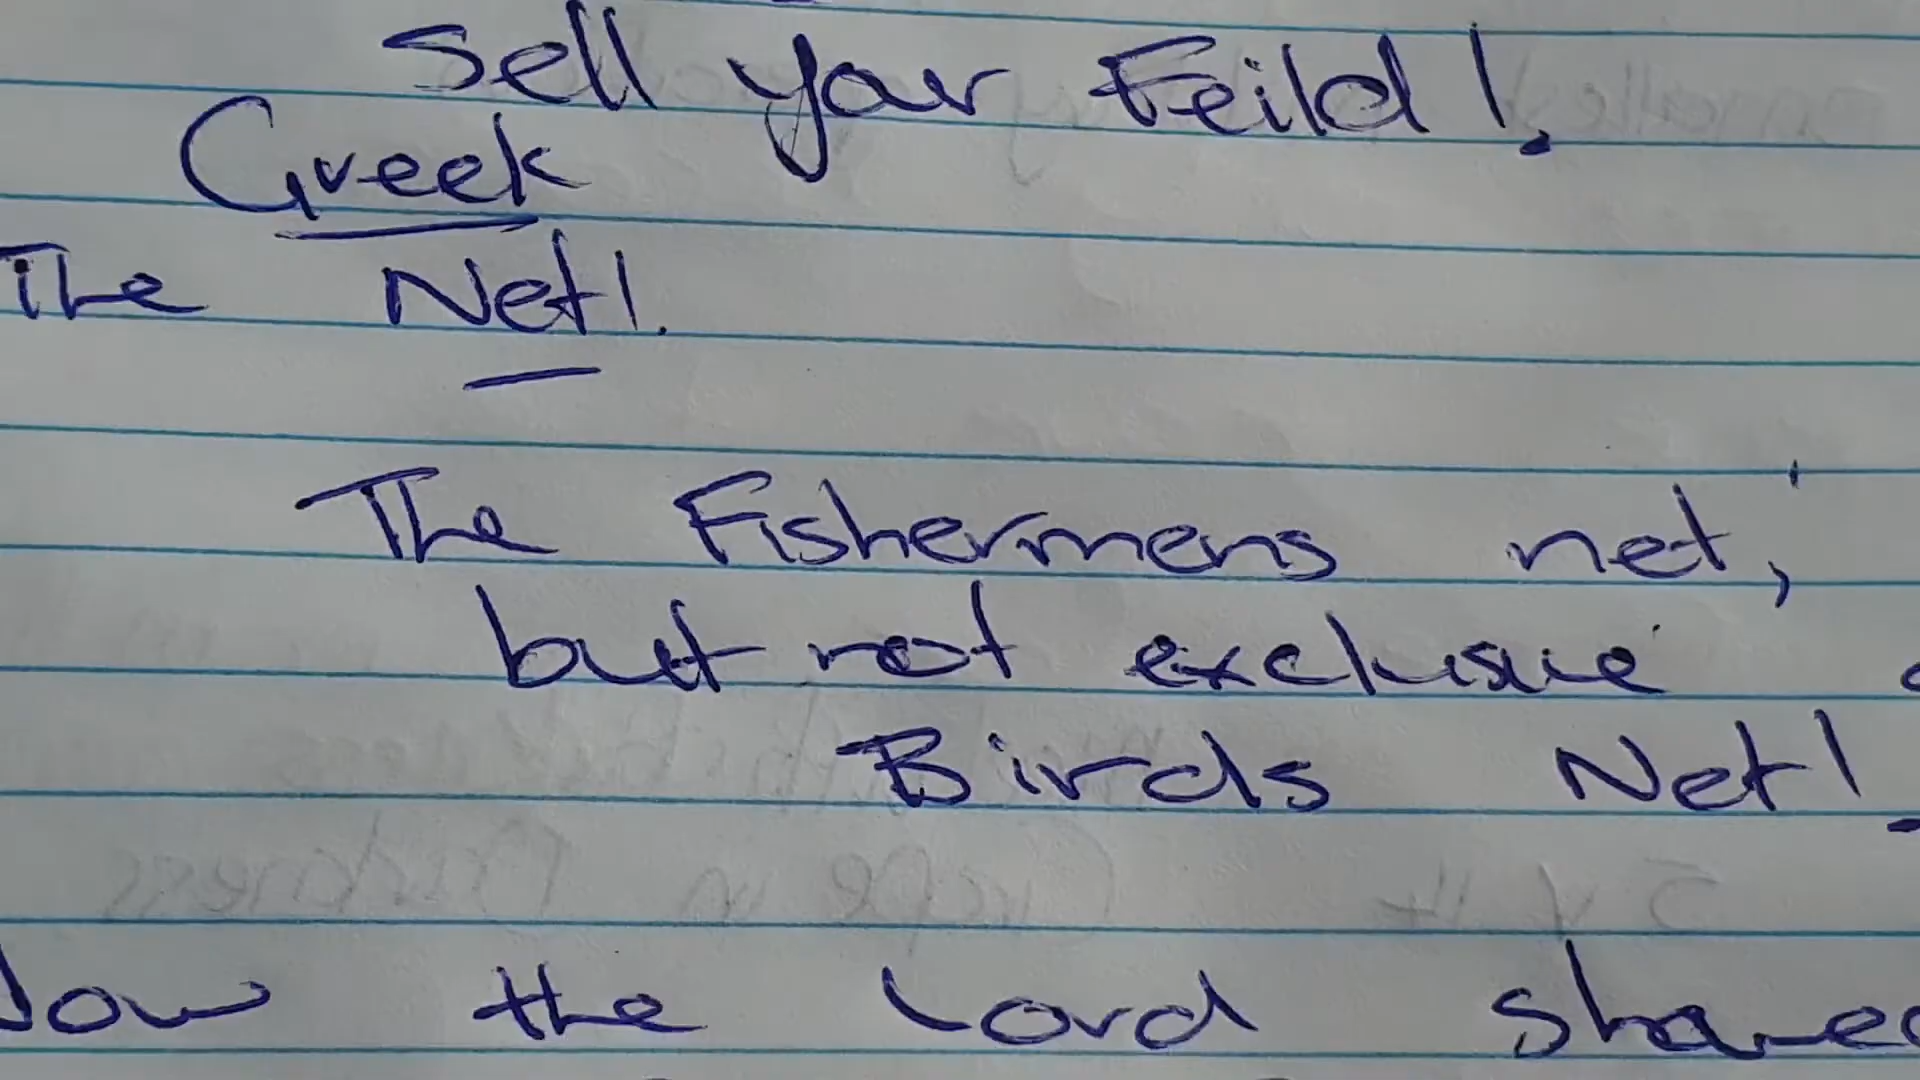 Sell your Feild!
Greek
The Net!
The Fishermens net,
but not exclusive
Birds Net!
the Lord